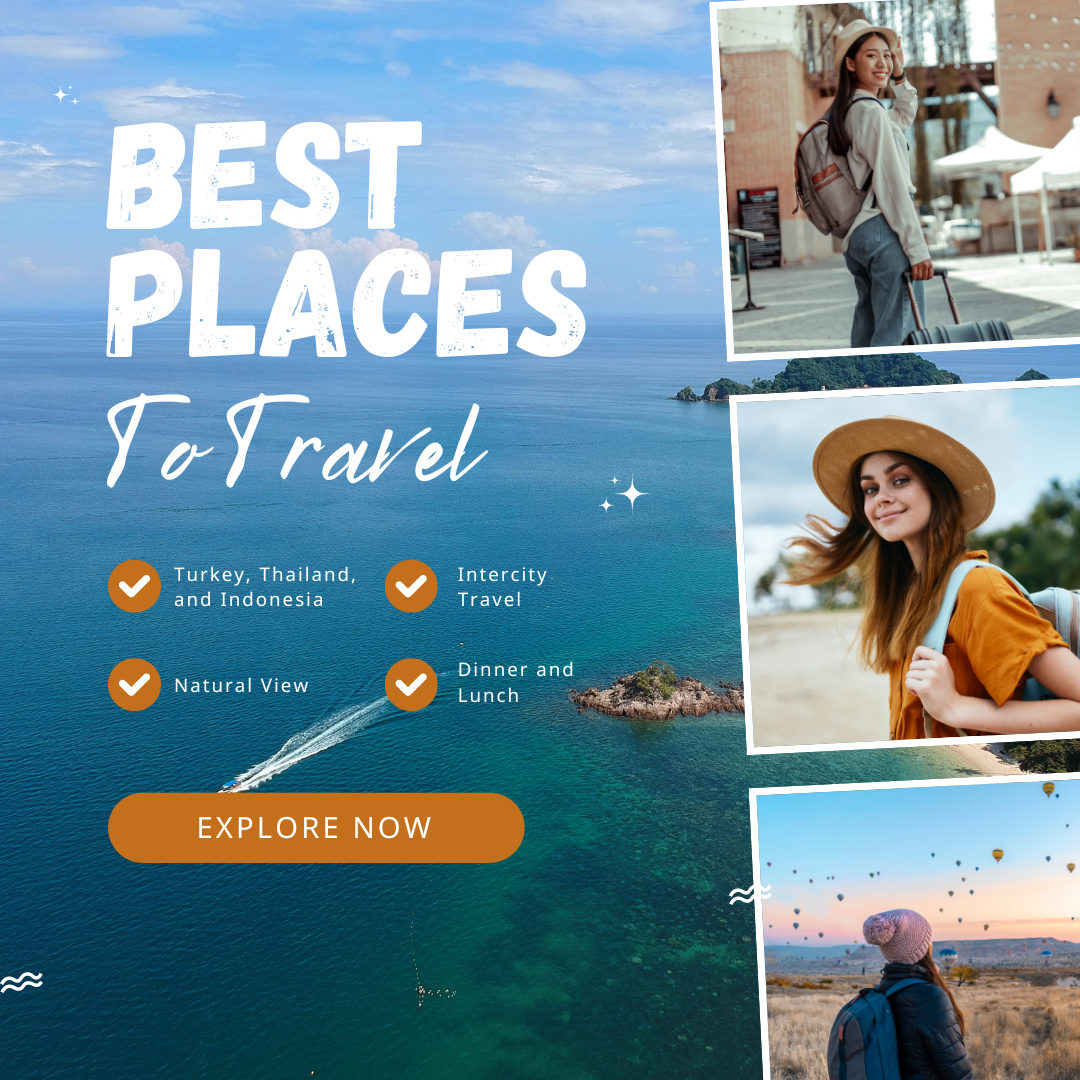 BEST
PLACES
To Travel
Turkey, Thailand,
and Indonesia
Intercity
Travel
Natural View
Dinner and
Lunch
EXPLORE NOW